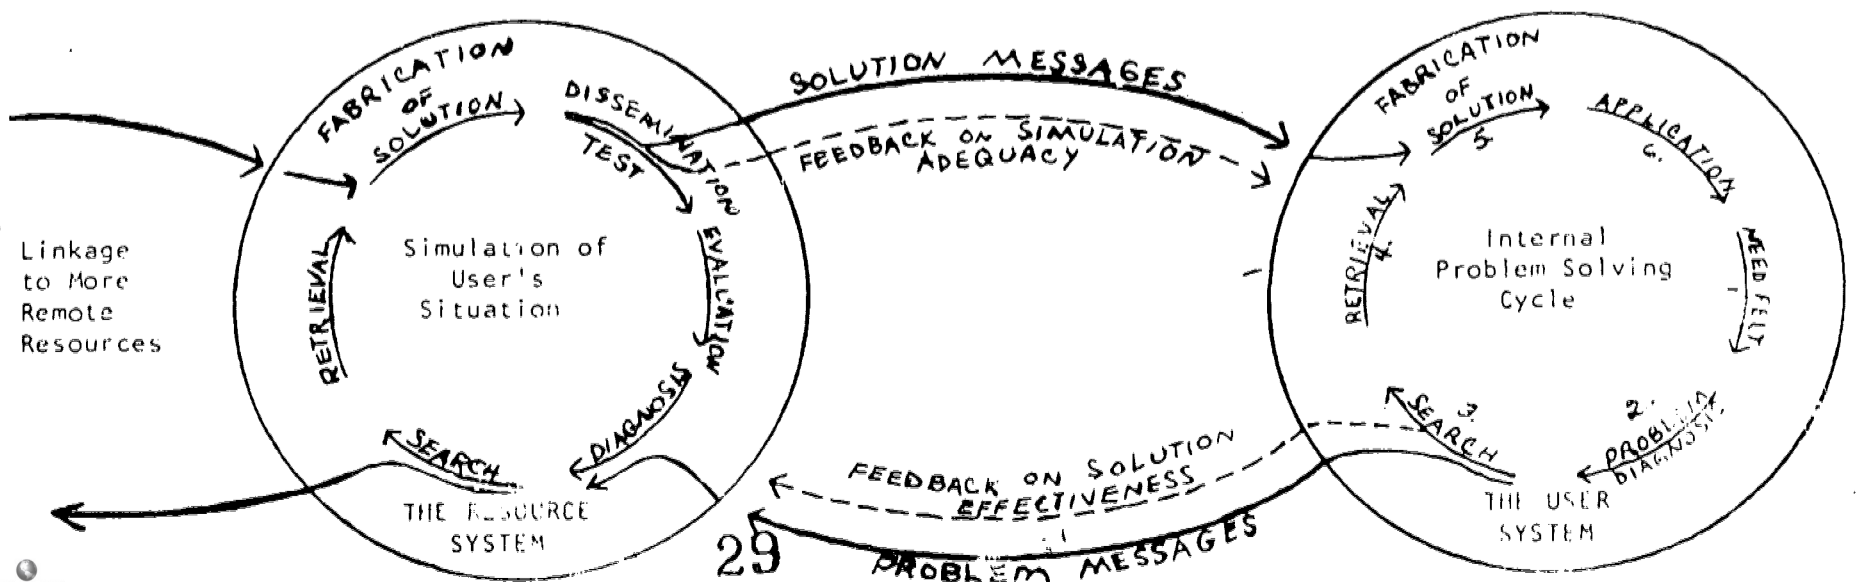 SOLUTION MESSAGES
FEEDBACK ON SIMULATION
ADEQUACY
FABRICATION
OF
SOLUTION
DISSEMINATION
TEST
EVALUATION
DIAGNOSIS
SEARCH
RETRIEVAL
Simulation of
User's
Situation
THE RESOURCE
SYSTEM
Linkage
to More
Remote
Resources
FABRICATION
OF
SOLUTION
5.
APPLICATION
6.
NEED FELT
2.
PROBLEM
DIAGNOSIS
3.
SEARCH
RETRIEVAL
4.
Internal
Problem Solving
Cycle
THE USER
SYSTEM
FEEDBACK ON SOLUTION
EFFECTIVENESS
PROBLEM MESSAGES
29